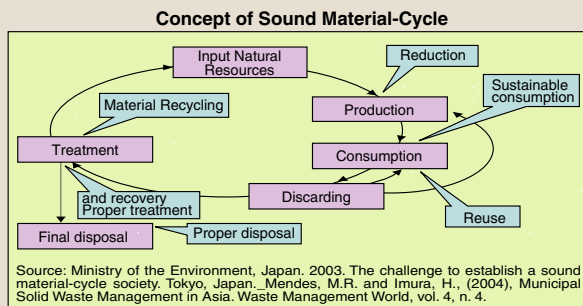 Concept of Sound Material-Cycle
Input Natural
Resources
Reduction
Sustainable
consumption
Material Recycling
Production
Treatment
Consumption
and recovery
Proper treatment
Discarding
Reuse
Final disposal
Proper disposal
Source: Ministry of the Environment, Japan. 2003. The challenge to establish a sound
material-cycle society. Tokyo, Japan._Mendes, M.R. and Imura, H., (2004), Municipal
Solid Waste Management in Asia. Waste Management World, vol. 4, n. 4.